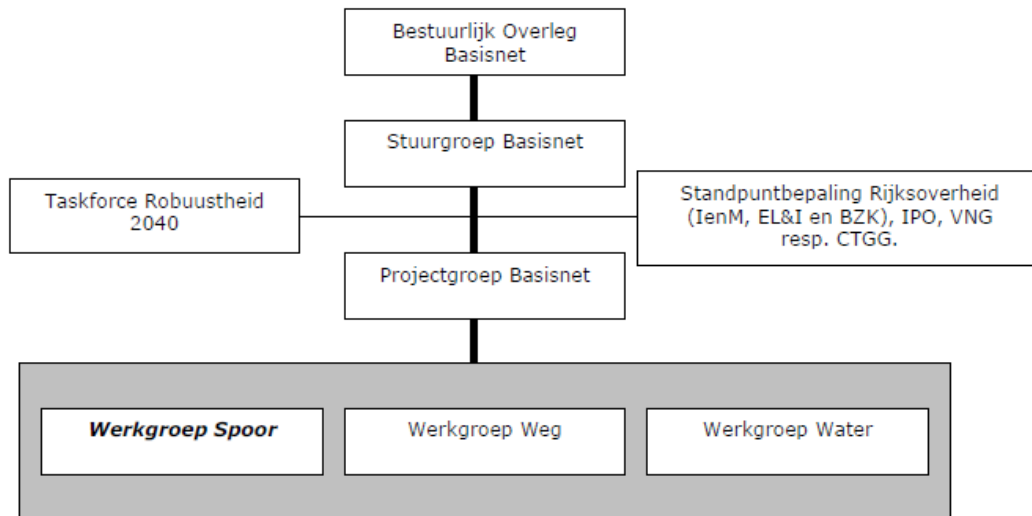 Bestuurlijk Overleg
Basisnet
Stuurgroep Basisnet
Taskforce Robuustheid
2040
Standpuntbepaling Rijksoverheid
(IenM, EL&I en BZK), IPO, VNG
resp. CTGG.
Projectgroep Basisnet
Werkgroep Spoor
Werkgroep Weg
Werkgroep Water